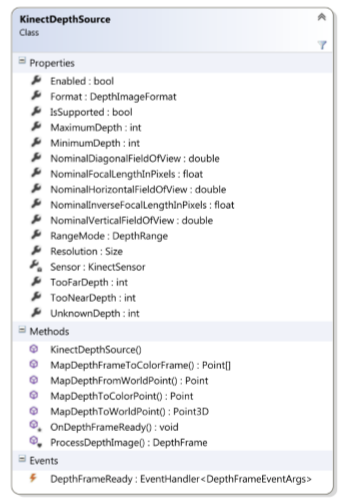 KinectDepthSource
Class
Properties
Enabled : bool
Format : DepthImageFormat
IsSupported : bool
MaximumDepth : int
MinimumDepth : int
NominalDiagonalFieldOfView : double
NominalFocalLengthInPixels : float
NominalHorizontalFieldOfView : double
NominalInverseFocalLengthInPixels : float
NominalVerticalFieldOfView : double
RangeMode : DepthRange
Resolution : Size
Sensor : KinectSensor
TooFarDepth : int
TooNearDepth : int
UnknownDepth : int
Methods
KinectDepthSource()
MapDepthFrameToColorFrame() : Point[]
MapDepthFromWorldPoint() : Point
MapDepthToColorPoint() : Point
MapDepthToWorldPoint() : Point3D
OnDepthFrameReady() : void
ProcessDepthImage() : DepthFrame
Events
DepthFrameReady : EventHandler<DepthFrameEventArgs>